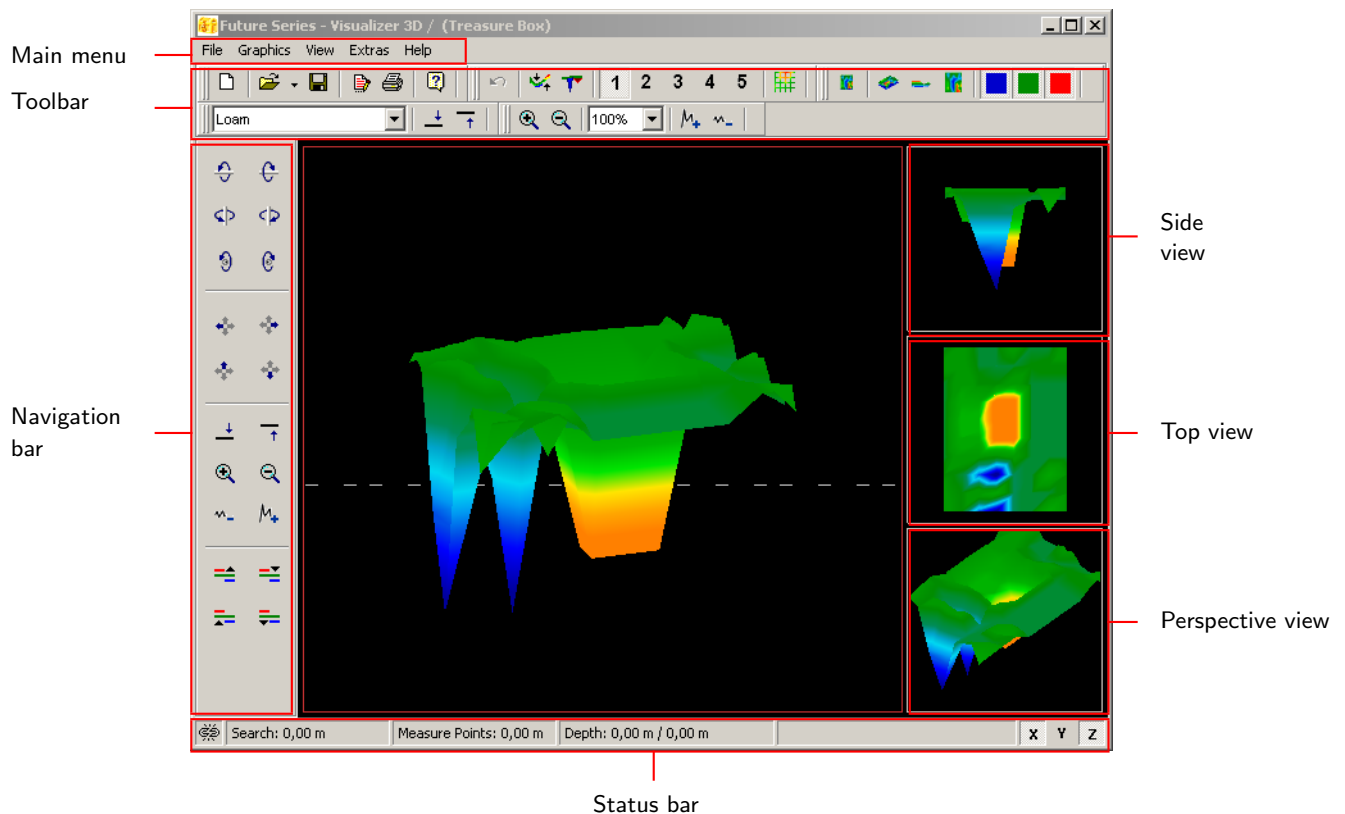 Future Series - Visualizer 3D / (Treasure Box)
Main menu
File Graphics View Extras Help
Toolbar
1 2 3 4 5
Loam
100%
Side
view
Navigation
bar
Top view
Perspective view
Search: 0,00 m Measure Points: 0,00 m Depth: 0,00 m / 0,00 m X Y Z
Status bar